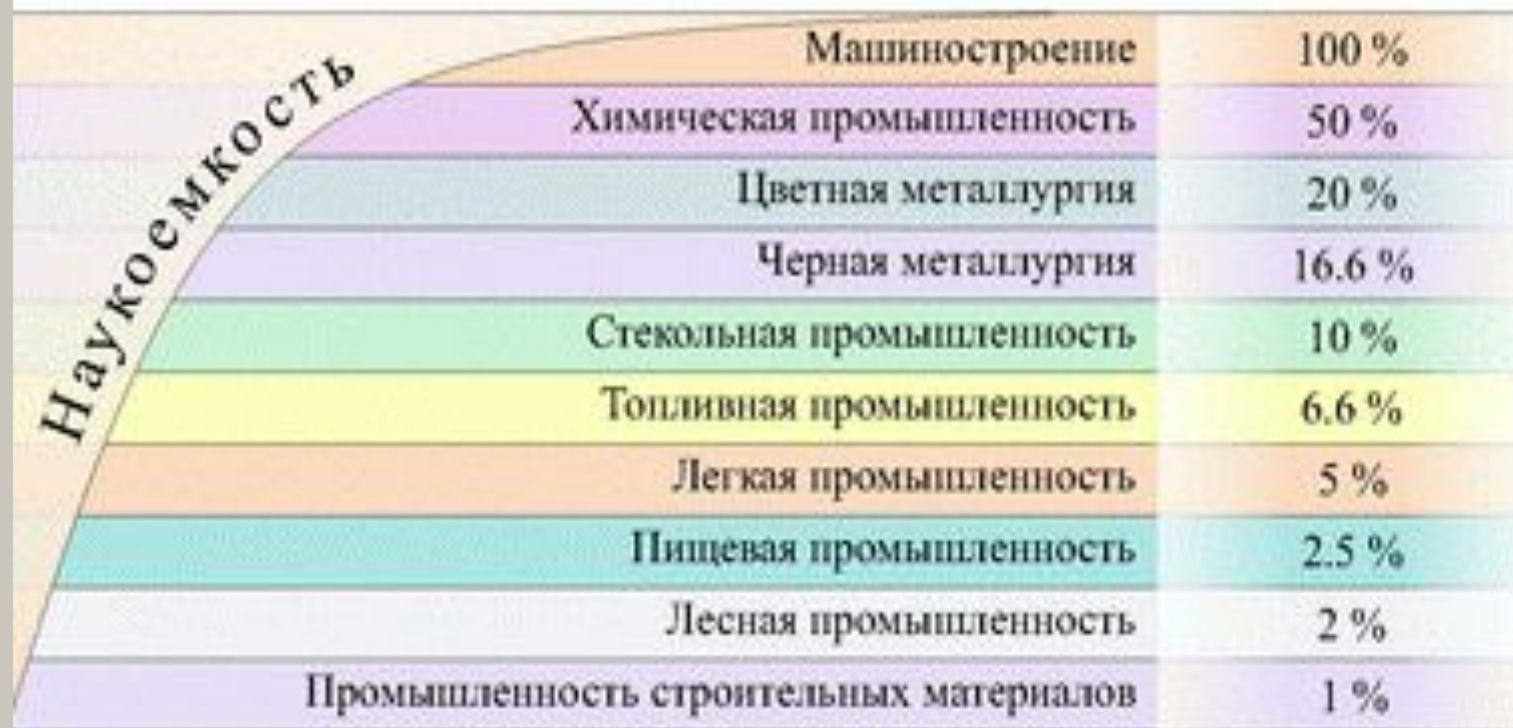 Наукоемкость
Машиностроение 100 %
Химическая промышленность 50 %
Цветная металлургия 20 %
Черная металлургия 16.6 %
Стекольная промышленность 10 %
Топливная промышленность 6.6 %
Легкая промышленность 5 %
Пищевая промышленность 2.5 %
Лесная промышленность 2 %
Промышленность строительных материалов 1 %